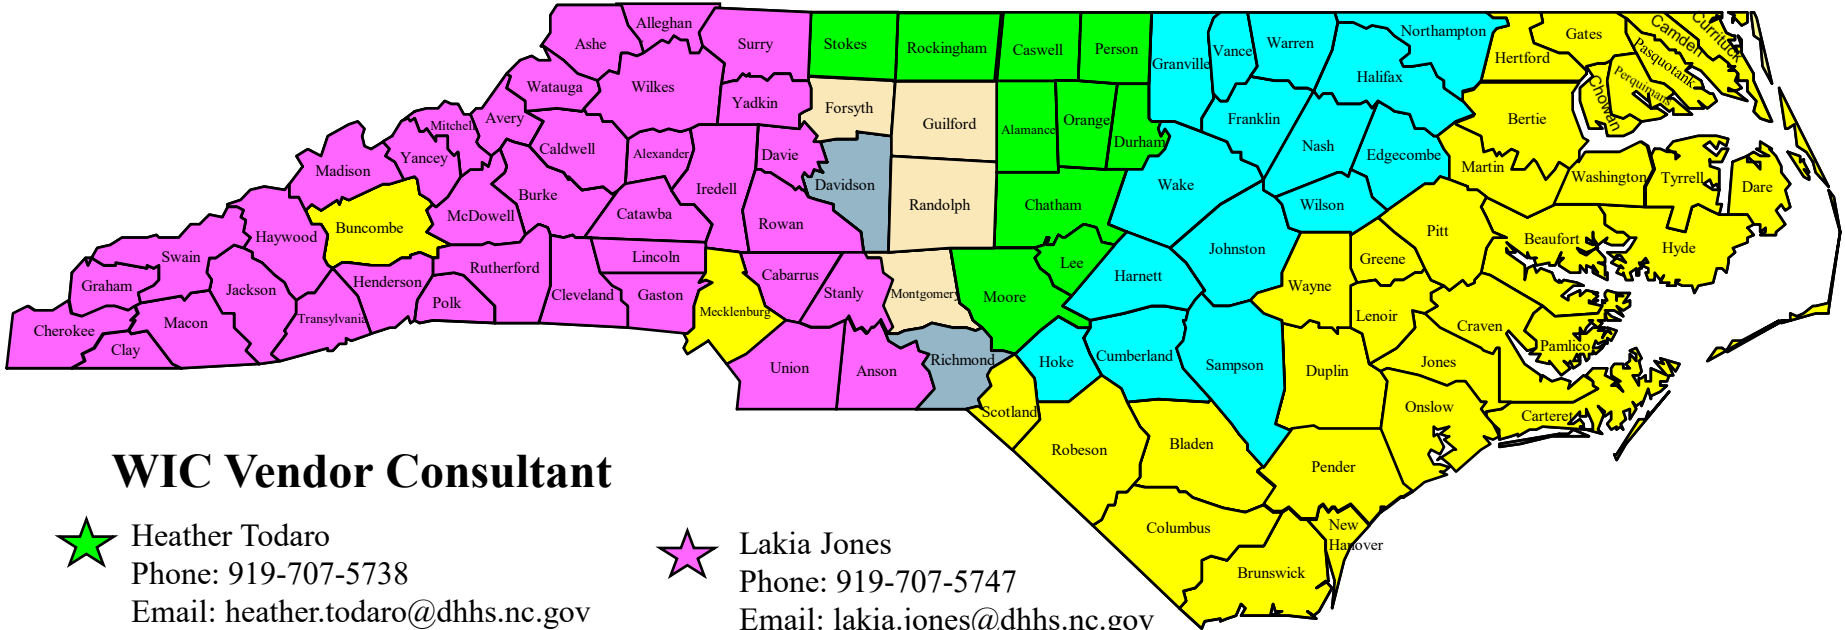 Alleghan
Ashe
Surry
Stokes
Rockingham
Caswell
Person
Granville
Vance
Warren
Northampton
Hertford
Gates
Camden
Currituck
Pasquotank
Perquimans
Chowan
Watauga
Wilkes
Yadkin
Forsyth
Guilford
Alamance
Orange
Durham
Franklin
Halifax
Bertie
Mitchell
Avery
Caldwell
Alexander
Davie
Nash
Edgecombe
Martin
Washington
Tyrrell
Dare
Madison
Yancey
Burke
Iredell
Davidson
Randolph
Chatham
Wake
Wilson
McDowell
Catawba
Rowan
Pitt
Beaufort
Hyde
Buncombe
Haywood
Swain
Rutherford
Lincoln
Cabarrus
Lee
Harnett
Johnston
Greene
Wayne
Graham
Jackson
Henderson
Polk
Cleveland
Gaston
Mecklenburg
Stanly
Montgomery
Moore
Lenoir
Craven
Pamlico
Cherokee
Macon
Transylvania
Clay
Union
Anson
Richmond
Hoke
Cumberland
Sampson
Duplin
Jones
Onslow
Carteret
Scotland
Robeson
Bladen
Pender
Columbus
New
Hanover
Brunswick
WIC Vendor Consultant
Heather Todaro
Phone: 919-707-5738
Email: heather.todaro@dhhs.nc.gov
Lakia Jones
Phone: 919-707-5747
Email: lakia.jones@dhhs.nc.gov